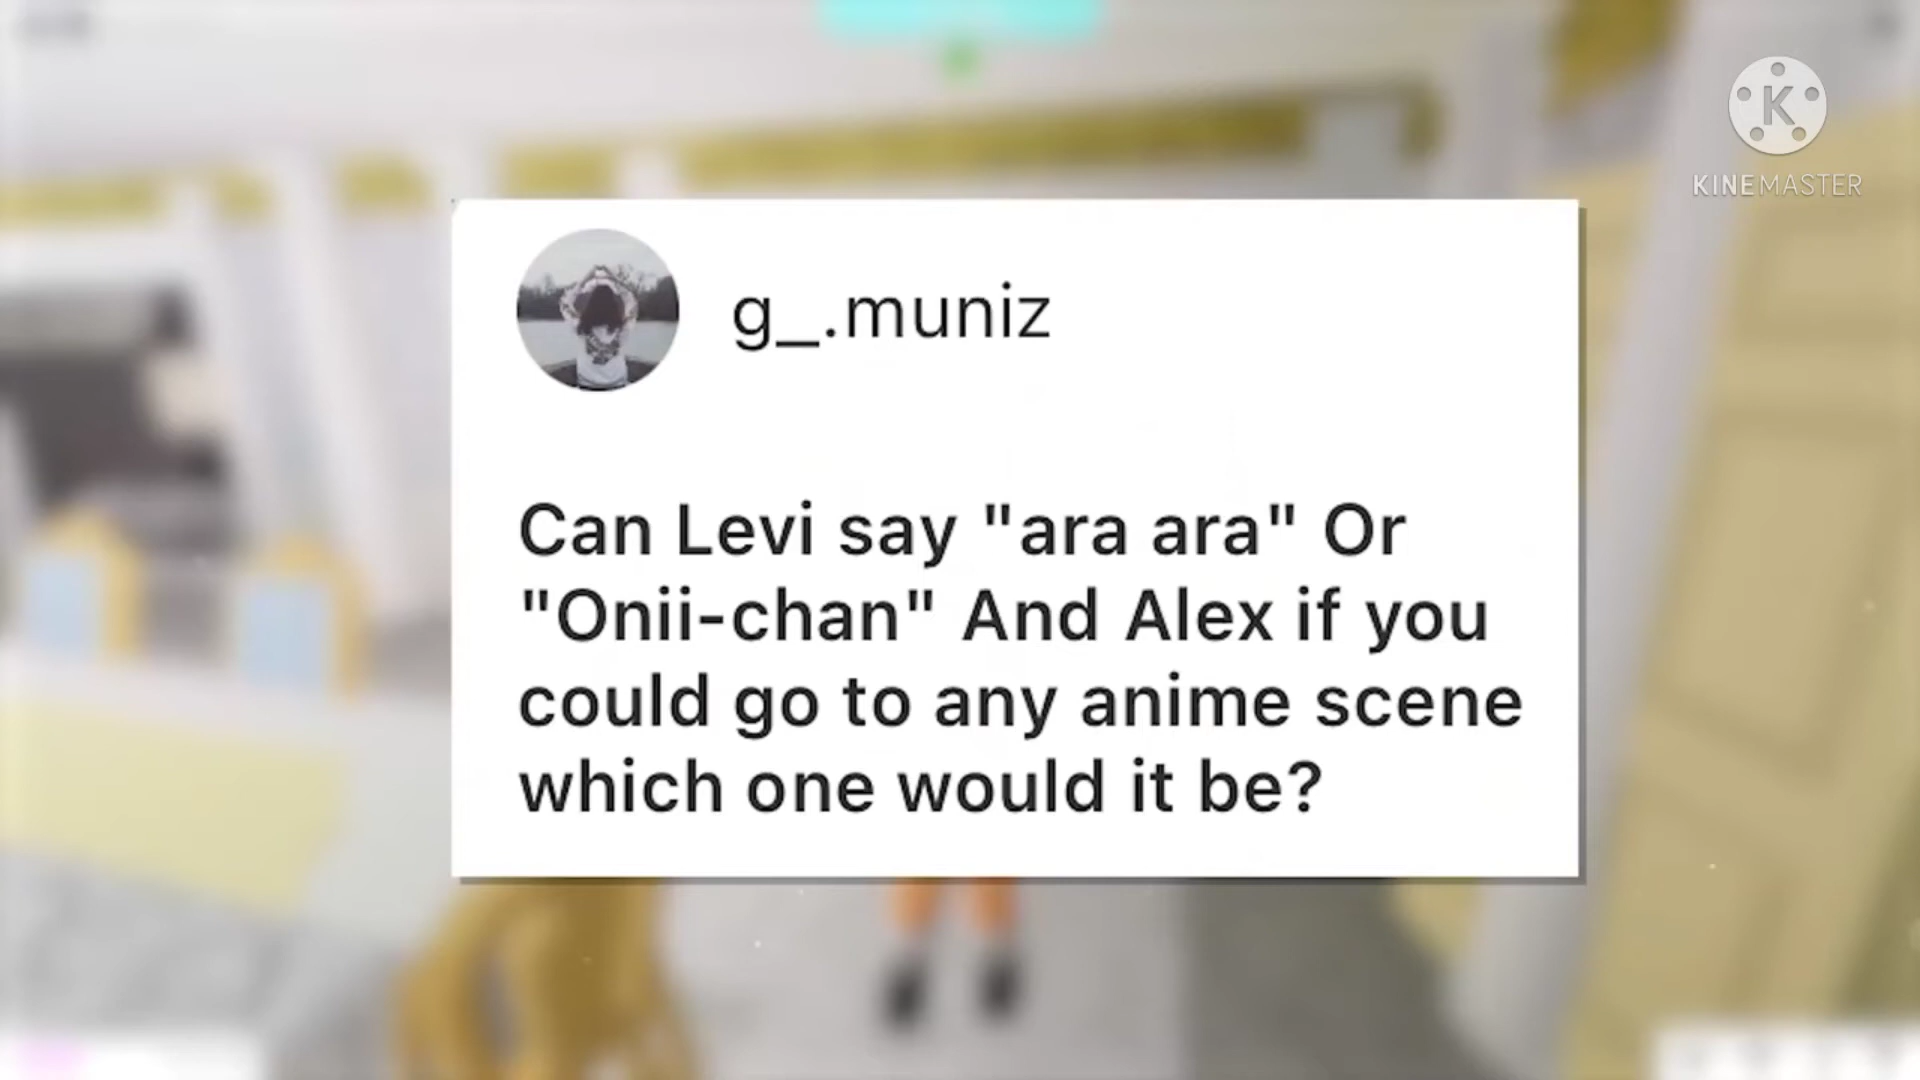 KINEMASTER
g_.muniz
Can Levi say "ara ara" Or
"Onii-chan" And Alex if you
could go to any anime scene
which one would it be?